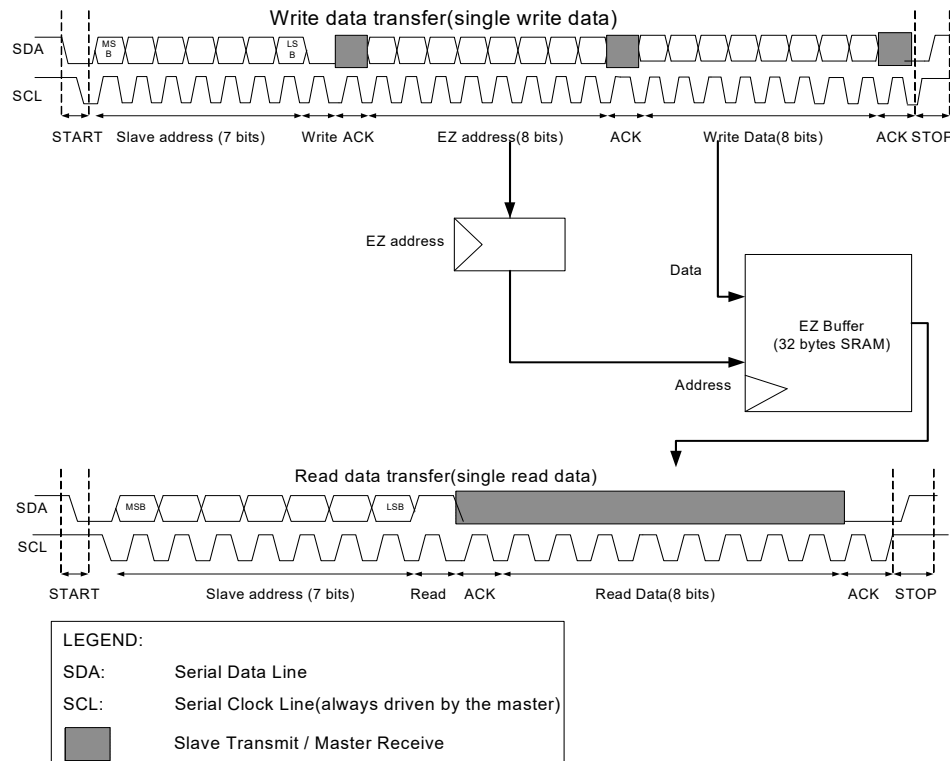 Write data transfer(single write data)
SDA
MS
B
LS
B
SCL
START Slave address (7 bits) Write ACK EZ address(8 bits) ACK Write Data(8 bits) ACK STOP
EZ address
Data
EZ Buffer
(32 bytes SRAM)
Address
Read data transfer(single read data)
SDA
MSB LSB
SCL
START Slave address (7 bits) Read ACK Read Data(8 bits) ACK STOP
LEGEND:
SDA: Serial Data Line
SCL: Serial Clock Line(always driven by the master)
Slave Transmit / Master Receive